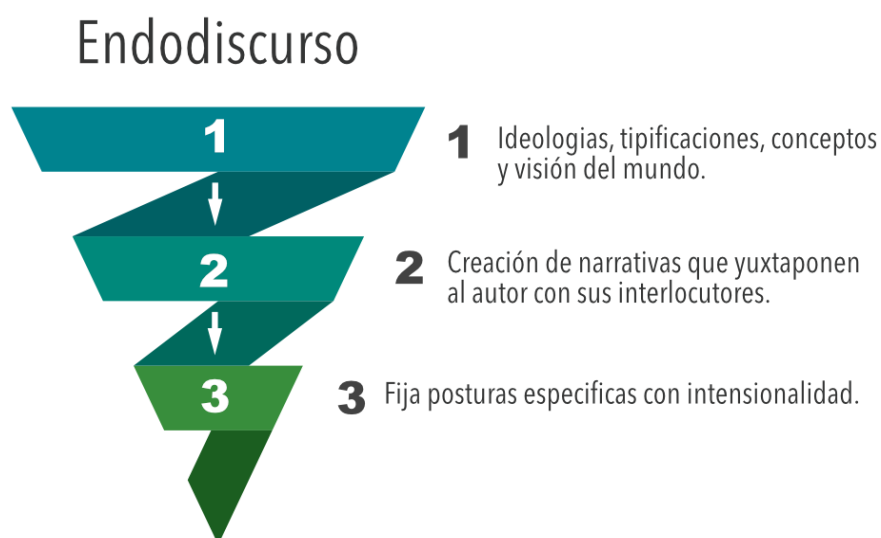 Endodiscurso
1
1 Ideologias, tipificaciones, conceptos
y visión del mundo.
2
2 Creación de narrativas que yuxtaponen
al autor con sus interlocutores.
3
3 Fija posturas especificas con intensionalidad.